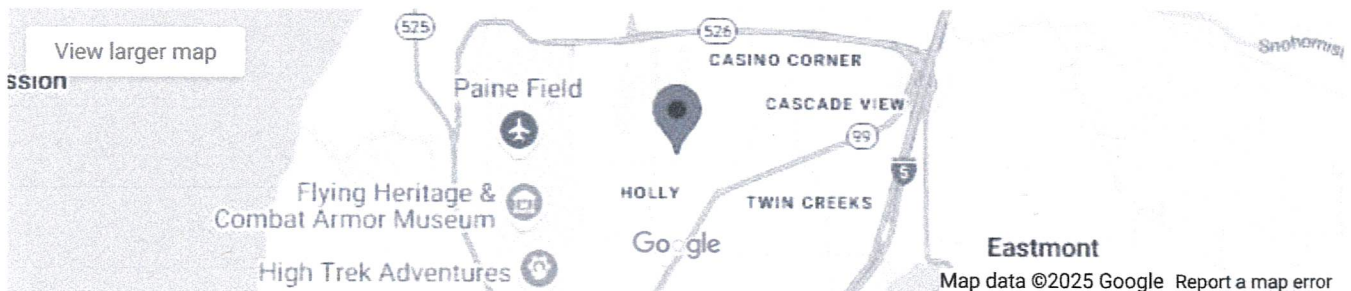 525
526
View larger map
CASINO CORNER
Snohomis
ssion
Paine Field
CASCADE VIEW
99
5
Flying Heritage &
Combat Armor Museum
HOLLY
TWIN CREEKS
Google
Eastmont
High Trek Adventures
Map data ©2025 Google Report a map error